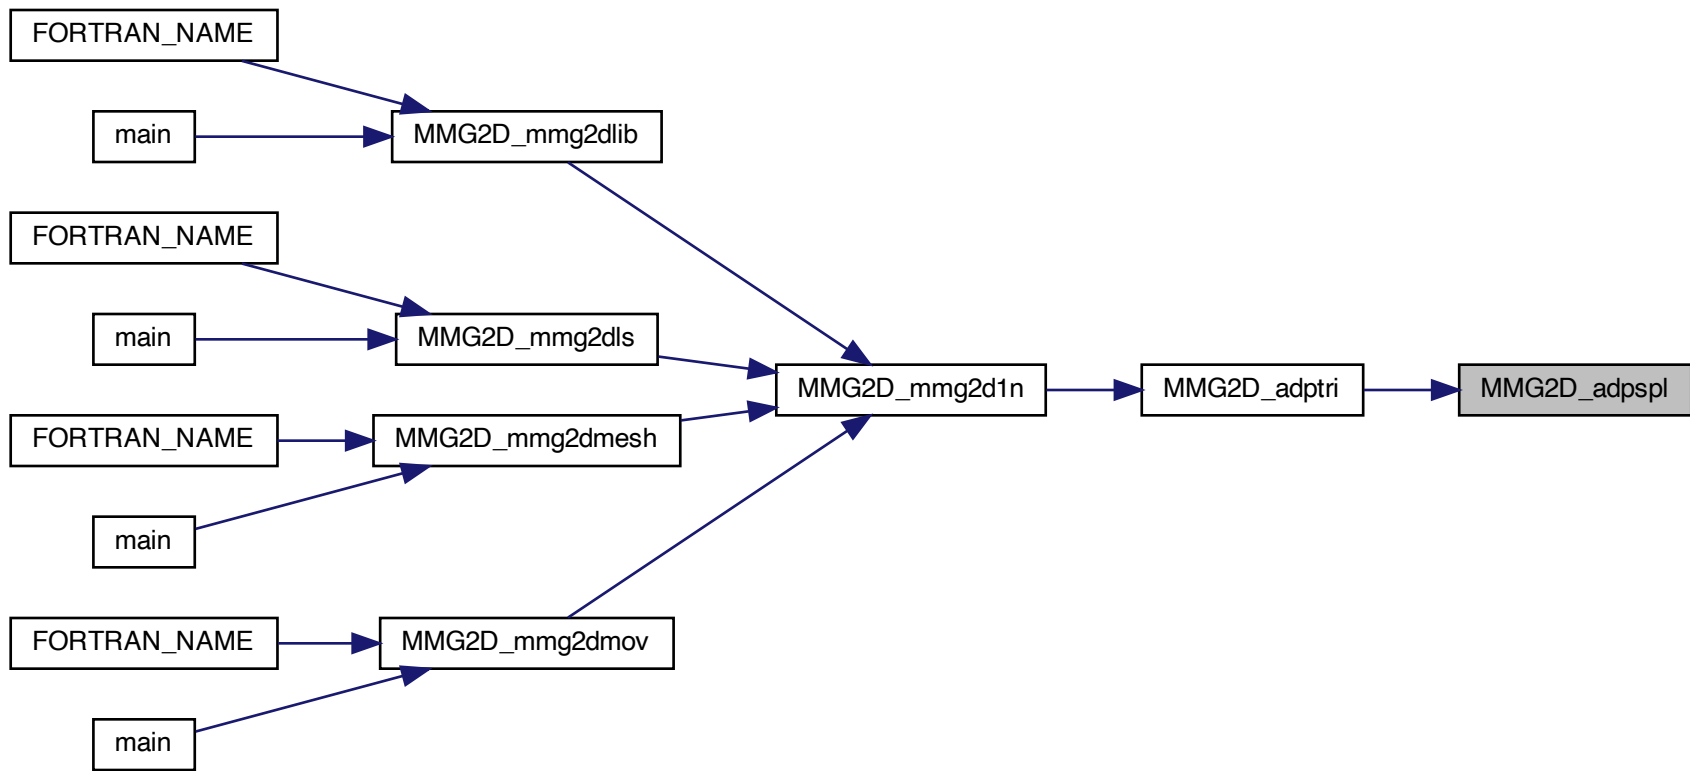 FORTRAN_NAME
main
MMG2D_mmg2dlib
FORTRAN_NAME
main
MMG2D_mmg2dls
MMG2D_mmg2d1n
MMG2D_adptri
MMG2D_adpspl
FORTRAN_NAME
MMG2D_mmg2dmesh
main
FORTRAN_NAME
MMG2D_mmg2dmov
main